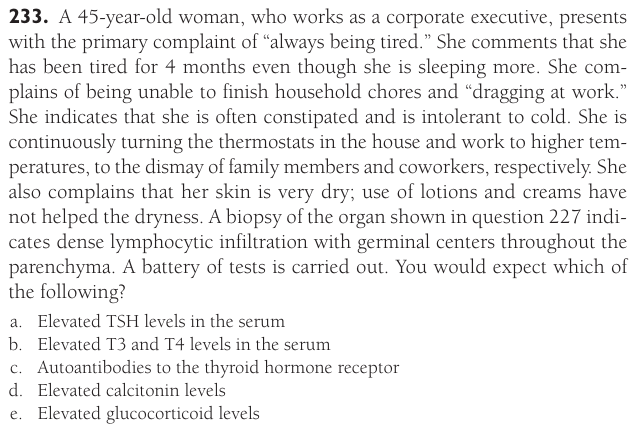 233. A 45-year-old woman, who works as a corporate executive, presents
with the primary complaint of “always being tired.” She comments that she
has been tired for 4 months even though she is sleeping more. She com-
plains of being unable to finish household chores and “dragging at work.”
She indicates that she is often constipated and is intolerant to cold. She is
continuously turning the thermostats in the house and work to higher tem-
peratures, to the dismay of family members and coworkers, respectively. She
also complains that her skin is very dry; use of lotions and creams have
not helped the dryness. A biopsy of the organ shown in question 227 indi-
cates dense lymphocytic infiltration with germinal centers throughout the
parenchyma. A battery of tests is carried out. You would expect which of
the following?
a. Elevated TSH levels in the serum
b. Elevated T3 and T4 levels in the serum
c. Autoantibodies to the thyroid hormone receptor
d. Elevated calcitonin levels
e. Elevated glucocorticoid levels